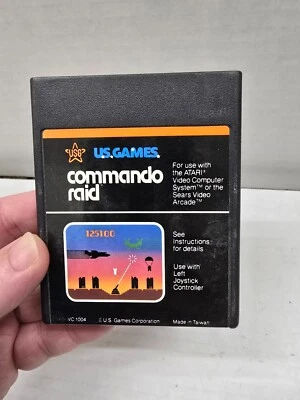 USG
U.S. GAMES
commando
raid
For use with
the ATARI®
Video Computer
System™ or the
Sears Video
Arcade™
125100
See
Instructions
for details
Use with
Left
Joystick
Controller
VC 1004
U.S. Games Corporation
Made in Taiwan